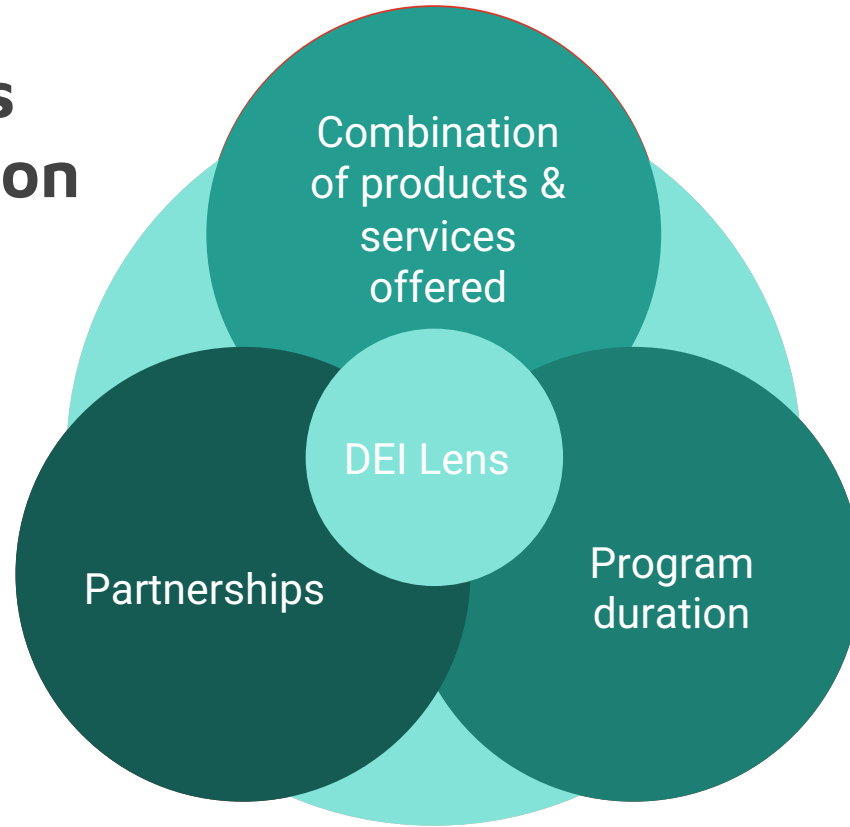 Combination
of products &
services
offered
DEI Lens
Partnerships
Program
duration